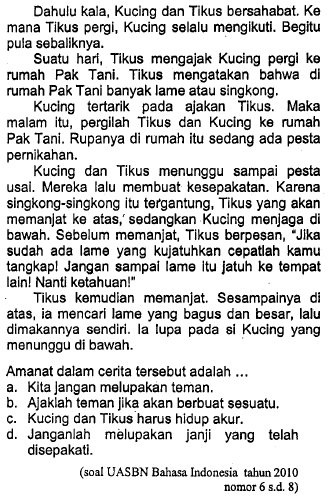 Dahulu kala, Kucing dan Tikus bersahabat. Ke
mana Tikus pergi, Kucing selalu mengikuti. Begitu
pula sebaliknya.
Suatu hari, Tikus mengajak Kucing pergi ke
rumah Pak Tani. Tikus mengatakan bahwa di
rumah Pak Tani banyak lame atau singkong.
Kucing tertarik pada ajakan Tikus. Maka
malam itu, pergilah Tikus dan Kucing ke rumah
Pak Tani. Rupanya di rumah itu sedang ada pesta
pernikahan.
Kucing dan Tikus menunggu sampai pesta
usai. Mereka lalu membuat kesepakatan. Karena
singkong-singkong itu tergantung, Tikus yang akan
memanjat ke atas, sedangkan Kucing menjaga di
bawah. Sebelum memanjat, Tikus berpesan, "Jika
sudah ada lame yang kujatuhkan cepatlah kamu
tangkap! Jangan sampai lame itu jatuh ke tempat
lain! Nanti ketahuan!"
Tikus kemudian memanjat. Sesampainya di
atas, ia mencari lame yang bagus dan besar, lalu
dimakannya sendiri. Ia lupa pada si Kucing yang
menunggu di bawah.
Amanat dalam cerita tersebut adalah ...
a. Kita jangan melupakan teman.
b. Ajaklah teman jika akan berbuat sesuatu.
c. Kucing dan Tikus harus hidup akur.
d. Janganlah melupakan janji yang telah
disepakati.
(soal UASBN Bahasa Indonesia tahun 2010
nomor 6 s.d. 8)